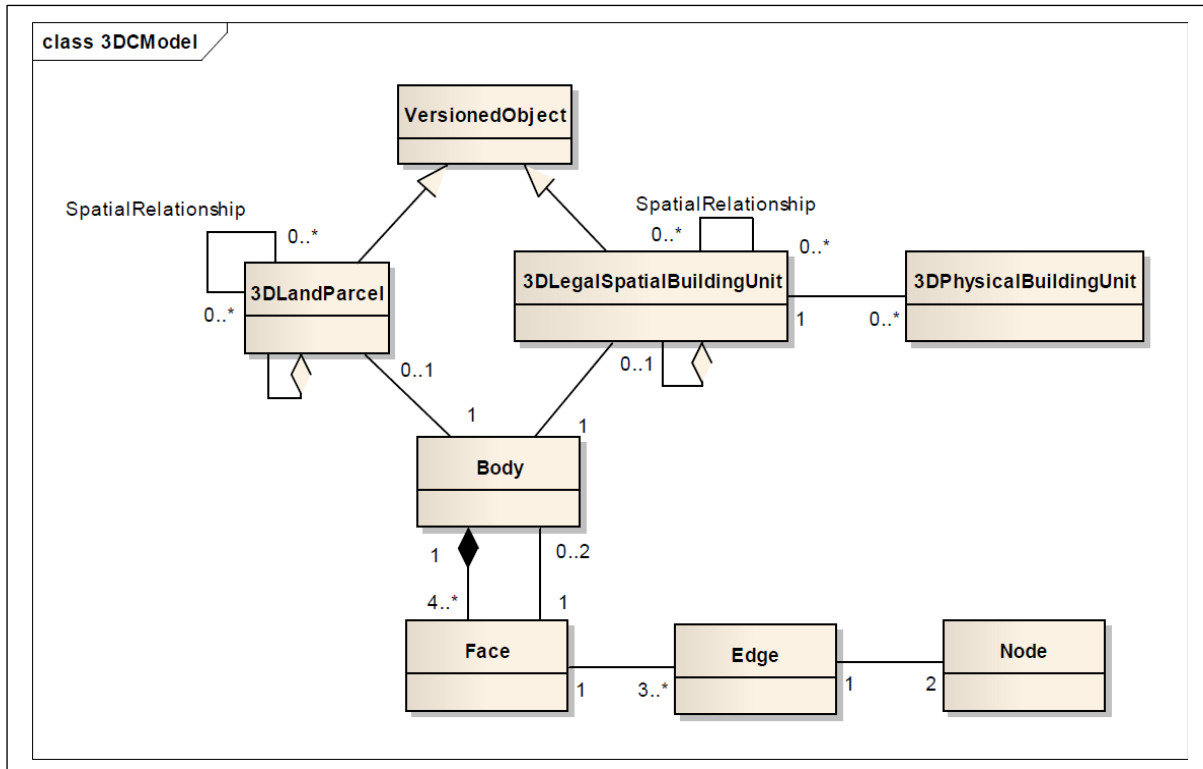 class 3DCModel
VersionedObject
SpatialRelationship
0..*
0..*
3DLandParcel
SpatialRelationship
0..*
0..*
3DLegalSpatialBuildingUnit
1
0..*
3DPhysicalBuildingUnit
0..1
0..1
1
1
Body
1
0..2
4..*
1
Face
1
3..*
Edge
1
2
Node